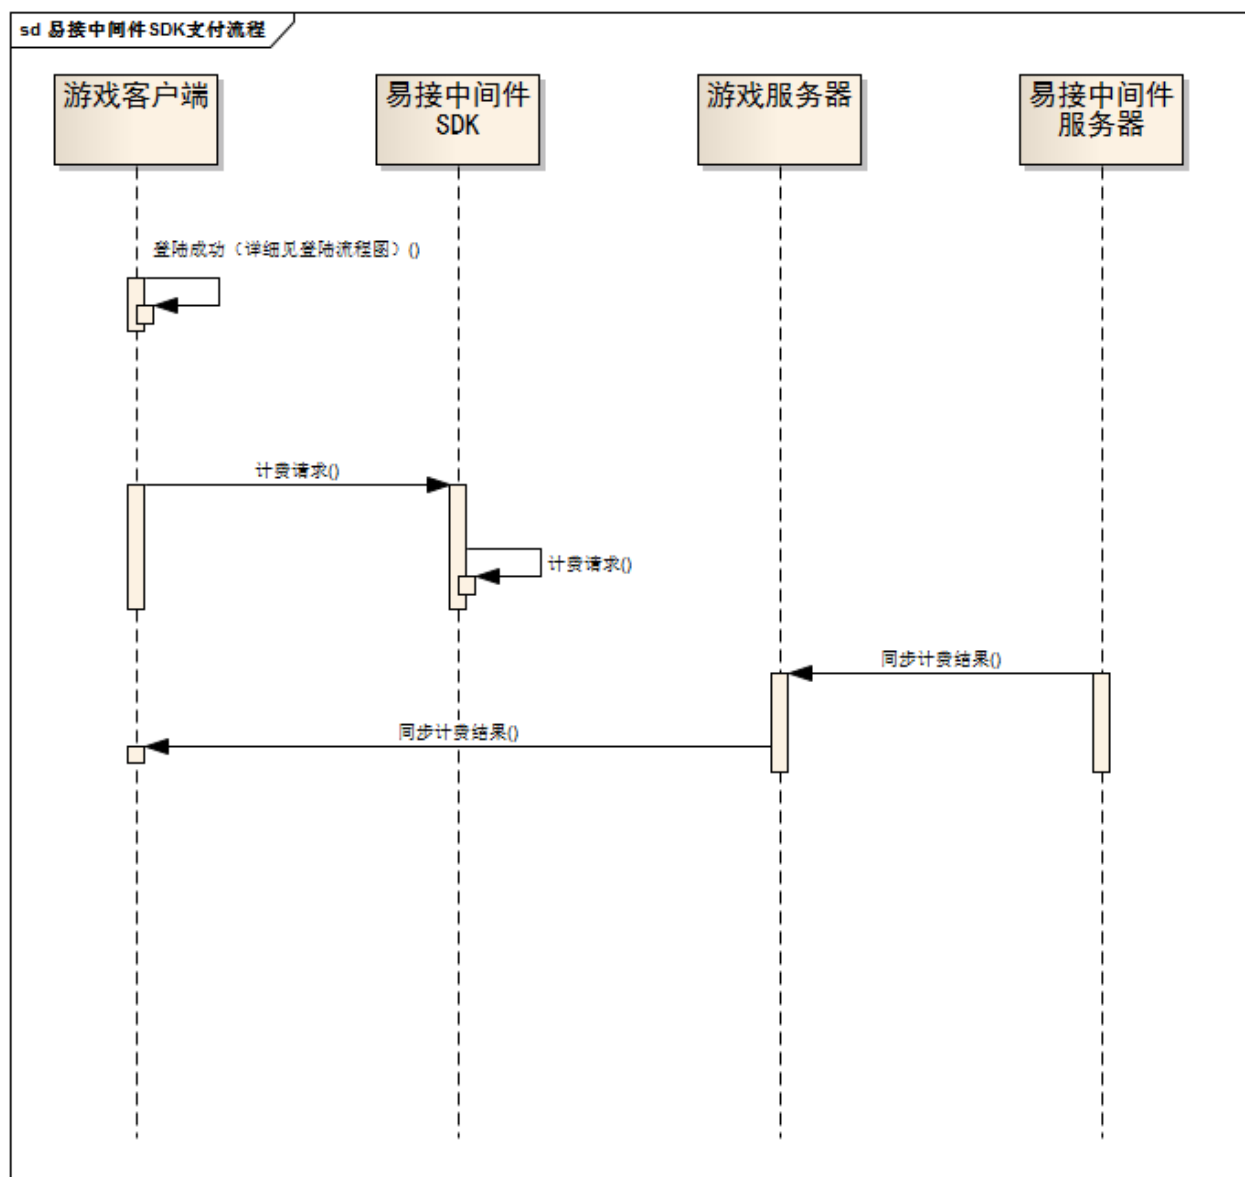 sd 易接中间件SDK支付流程
游戏客户端
易接中间件
SDK
游戏服务器
易接中间件
服务器
登陆成功（详细见登陆流程图）()
计费请求()
计费请求()
同步计费结果()
同步计费结果()